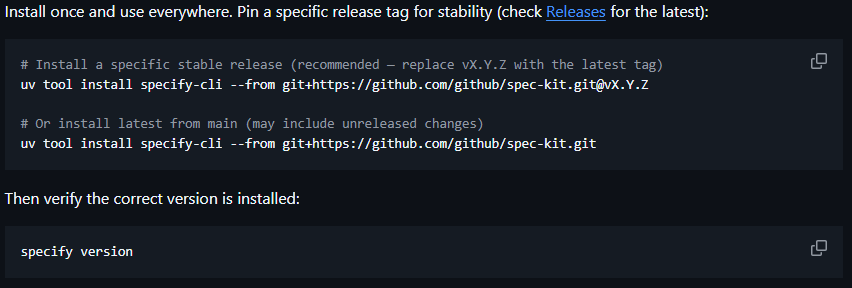 Install once and use everywhere. Pin a specific release tag for stability (check Releases for the latest):
# Install a specific stable release (recommended — replace vX.Y.Z with the latest tag)
uv tool install specify-cli --from git+https://github.com/github/spec-kit.git@vX.Y.Z
# Or install latest from main (may include unreleased changes)
uv tool install specify-cli --from git+https://github.com/github/spec-kit.git
Then verify the correct version is installed:
specify version